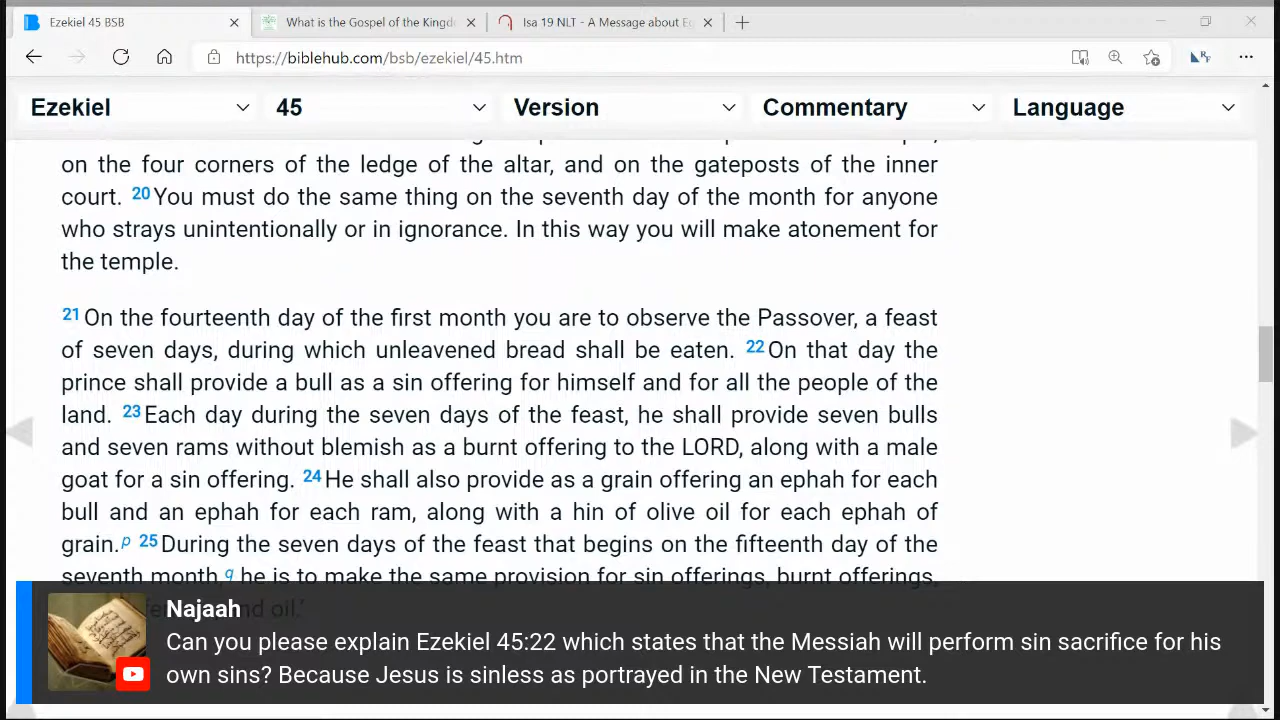 Ezekiel 45 BSB
What is the Gospel of the Kingd
Isa 19 NLT - A Message about Eg
https://biblehub.com/bsb/ezekiel/45.htm
Ezekiel 45 Version Commentary Language
on the four corners of the ledge of the altar, and on the gateposts of the inner
court. 20 You must do the same thing on the seventh day of the month for anyone
who strays unintentionally or in ignorance. In this way you will make atonement for
the temple.
21 On the fourteenth day of the first month you are to observe the Passover, a feast
of seven days, during which unleavened bread shall be eaten. 22 On that day the
prince shall provide a bull as a sin offering for himself and for all the people of the
land. 23 Each day during the seven days of the feast, he shall provide seven bulls
and seven rams without blemish as a burnt offering to the LORD, along with a male
goat for a sin offering. 24 He shall also provide as a grain offering an ephah for each
bull and an ephah for each ram, along with a hin of olive oil for each ephah of
grain. p 25 During the seven days of the feast that begins on the fifteenth day of the
seventh month, q he is to make the same provision for sin offerings, burnt offerings,
oil.’
Najaah
Can you please explain Ezekiel 45:22 which states that the Messiah will perform sin sacrifice for his
own sins? Because Jesus is sinless as portrayed in the New Testament.